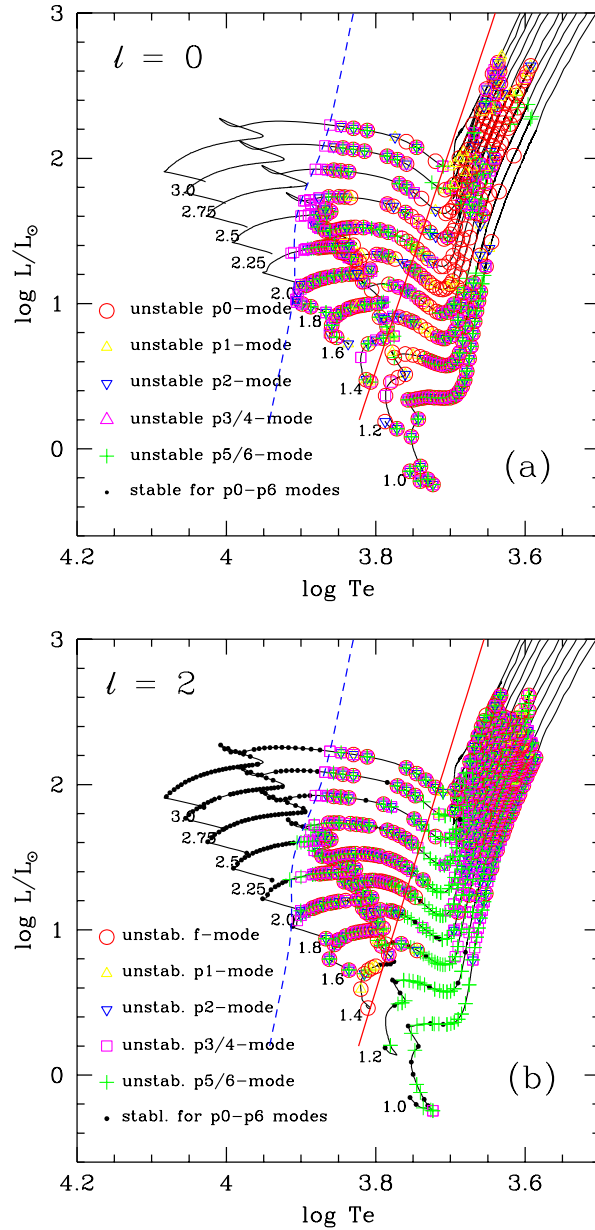 3
ℓ = 0
2
3.0
2.75
2.5
2.25
log L/L⊙
1
2.0
1.8
unstable p0-mode
1.6
unstable p1-mode
unstable p2-mode
1.4
unstable p3/4-mode
1.2
0
unstable p5/6-mode
(a)
stable for p0-p6 modes
1.0
4.2
4
3.8
3.6
log Te
3
ℓ = 2
2
3.0
2.75
2.5
2.25
log L/L⊙
1
2.0
unstab. f-mode
1.8
unstab. p1-mode
1.6
unstab. p2-mode
1.4
unstab. p3/4-mode
1.2
0
unstab. p5/6-mode
(b)
stabl. for p0-p6 modes
1.0
4.2
4
3.8
3.6
log Te